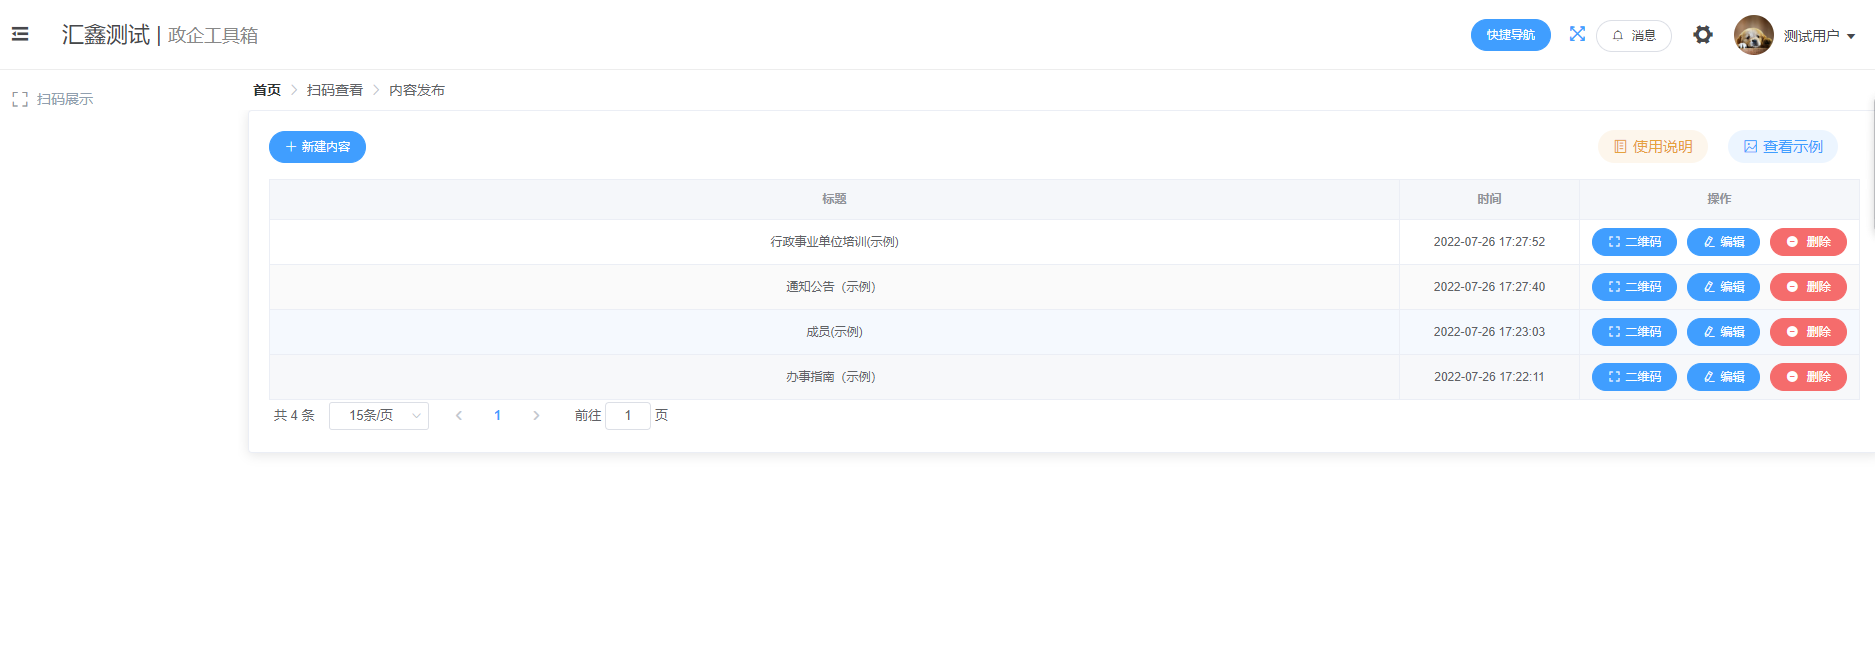 汇鑫测试 | 政企工具箱
快捷导航
消息
测试用户
扫码展示
首页 > 扫码查看 > 内容发布
+ 新建内容
使用说明
查看示例
标题 时间 操作
行政事业单位培训(示例) 2022-07-26 17:27:52 二维码 编辑 删除
通知公告（示例） 2022-07-26 17:27:40 二维码 编辑 删除
成员(示例) 2022-07-26 17:23:03 二维码 编辑 删除
办事指南（示例） 2022-07-26 17:22:11 二维码 编辑 删除
共 4 条 15条/页 < 1 > 前往 1 页